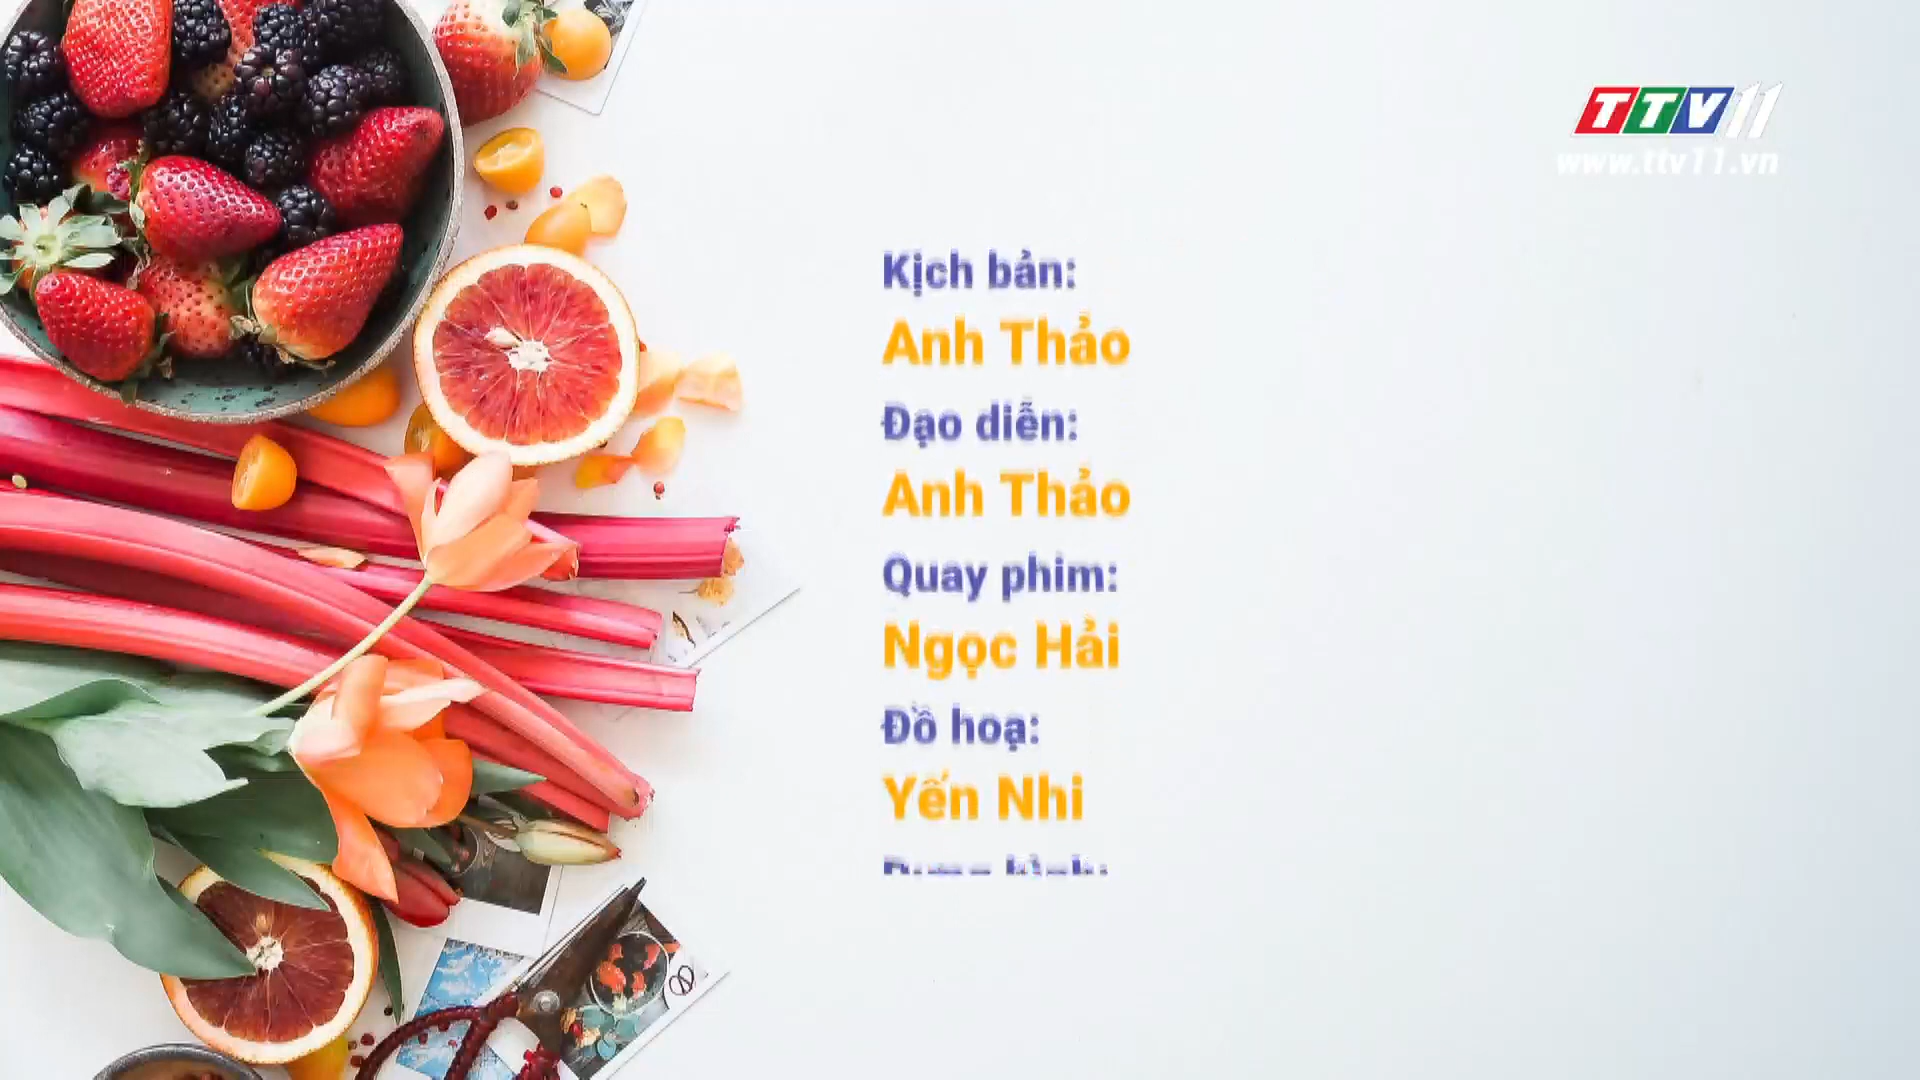 TTV11
www.ttv11.vn
Kịch bản:
Anh Thảo
Đạo diễn:
Anh Thảo
Quay phim:
Ngọc Hải
Đồ hoạ:
Yến Nhi